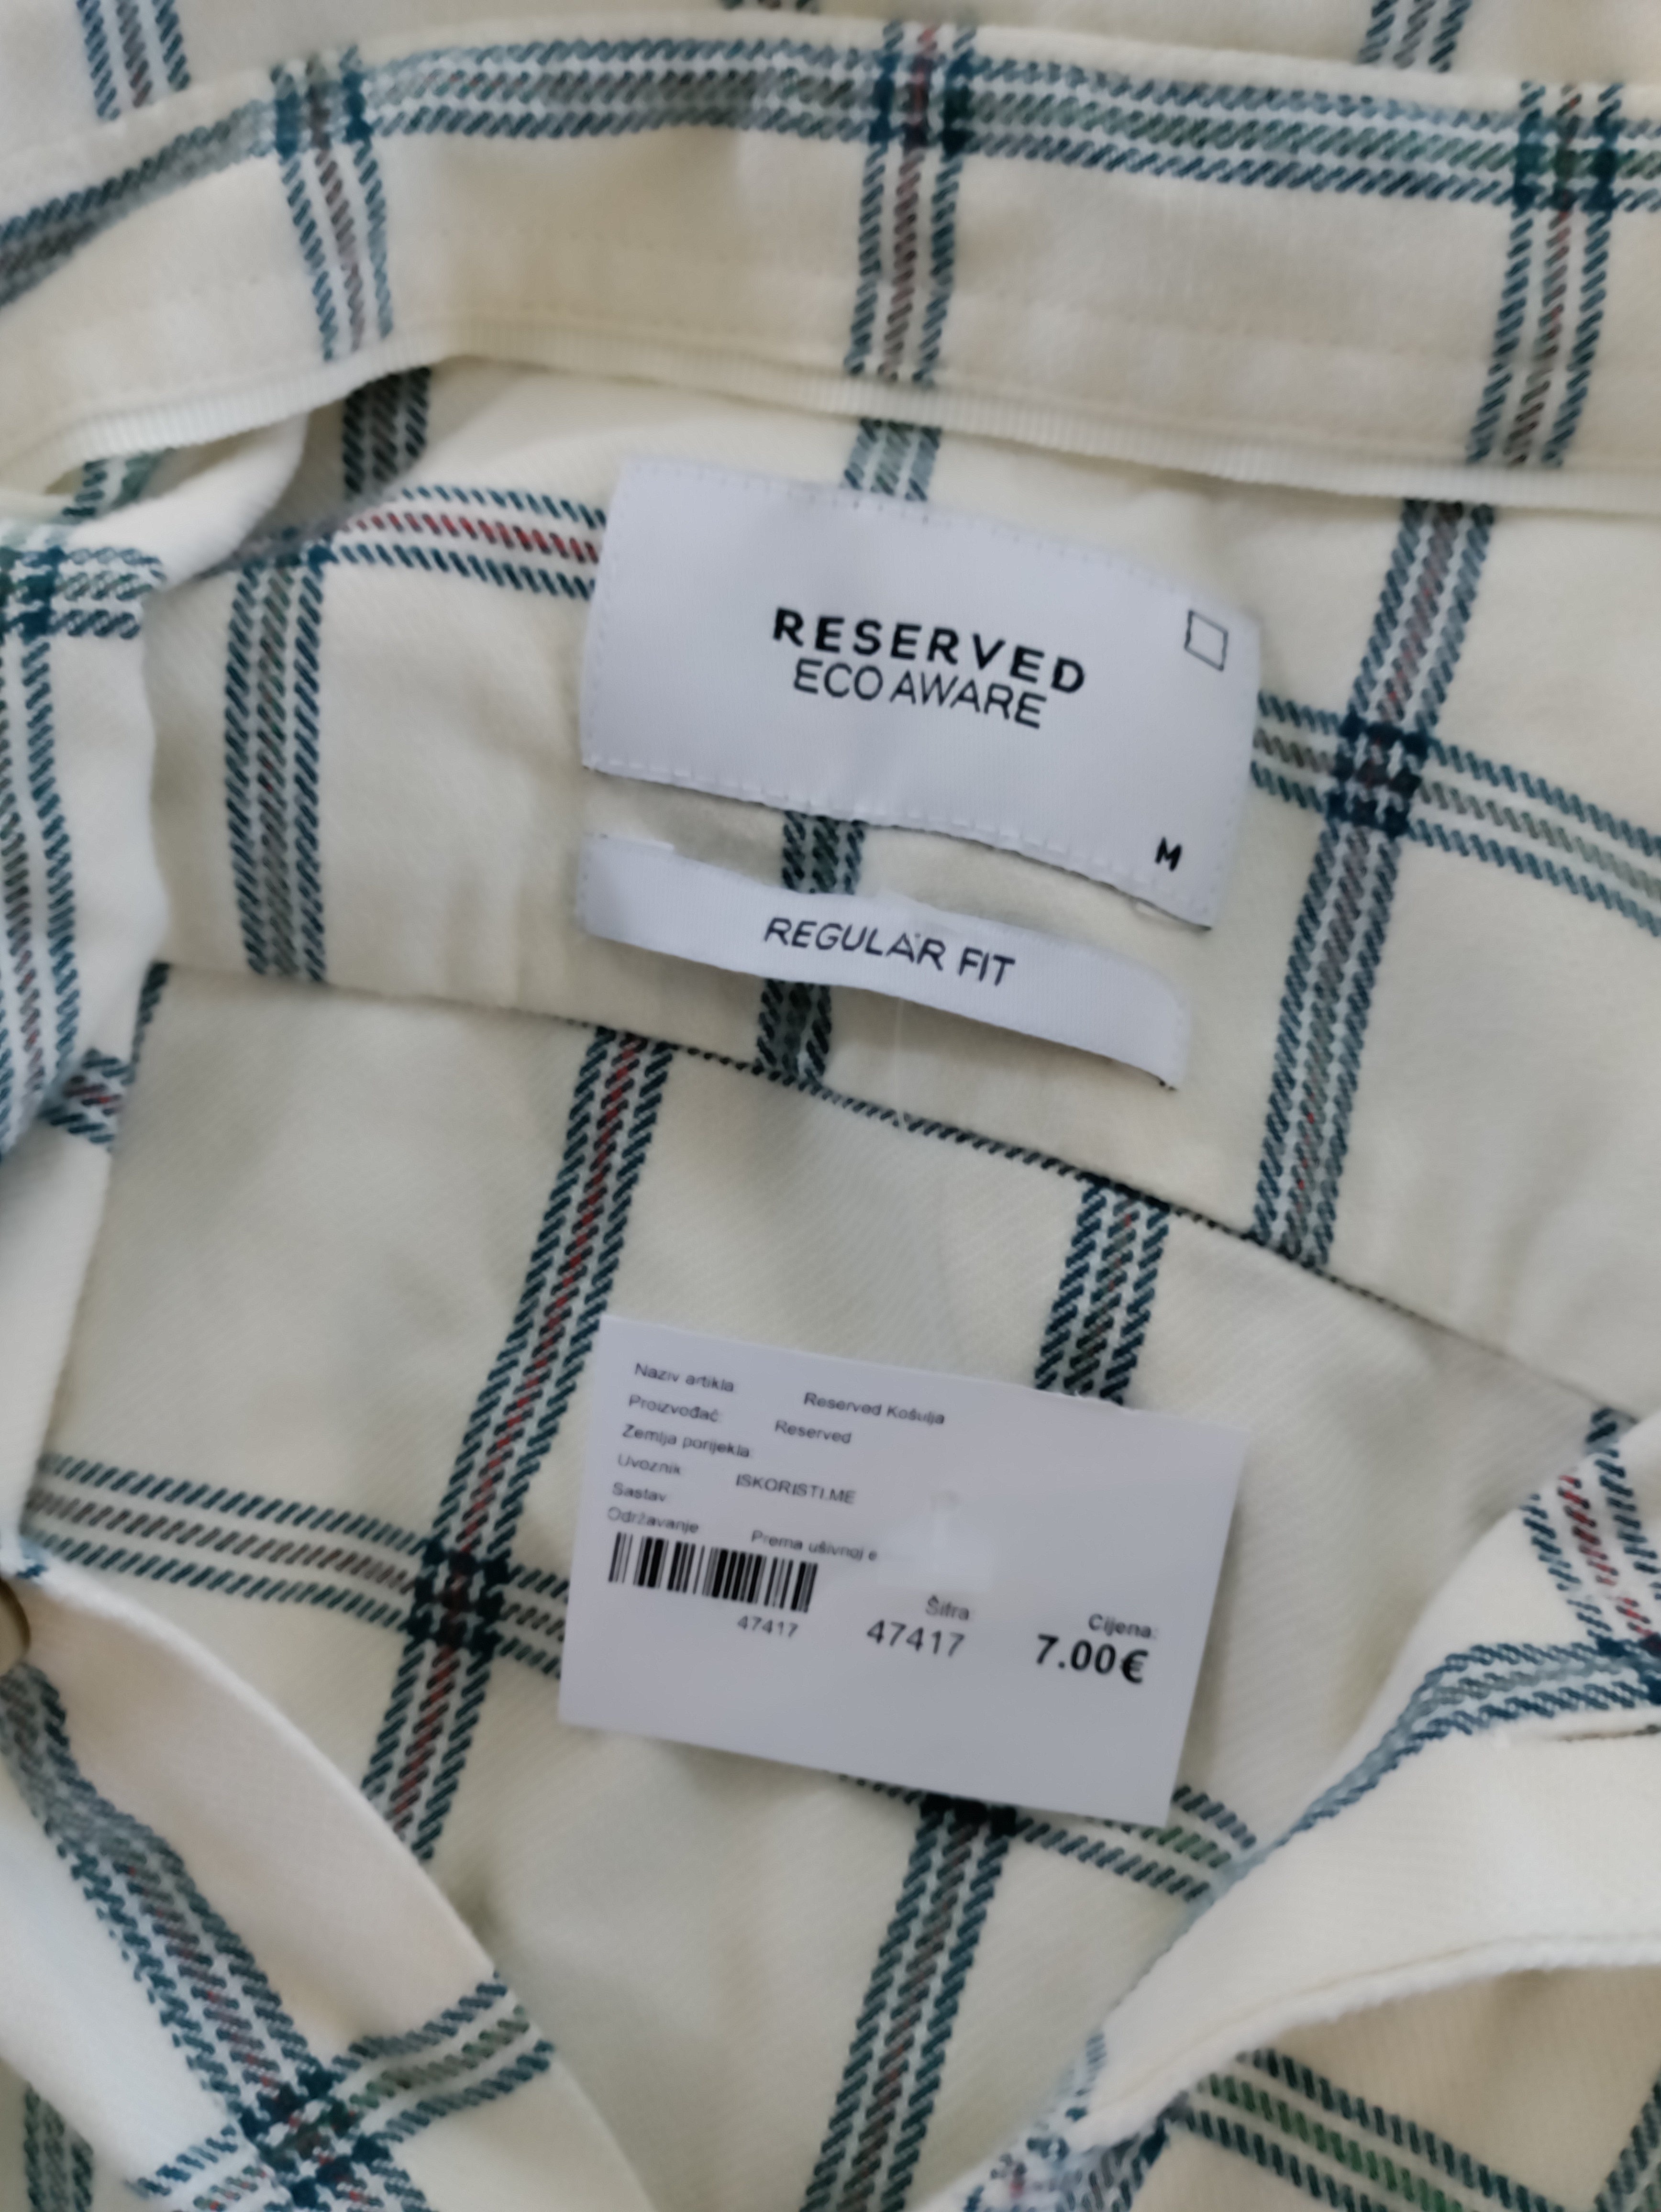 RESERVED
ECO AWARE
M
REGULAR FIT
Naziv artikla Reserved Košulja
Proizvođač: Reserved
Zemlja porijekla
Uvoznik ISKORISTI.ME
Sastav
Održavanje Prema ušivnoj e
47417
Šifra
47417
Cijena:
7.00€